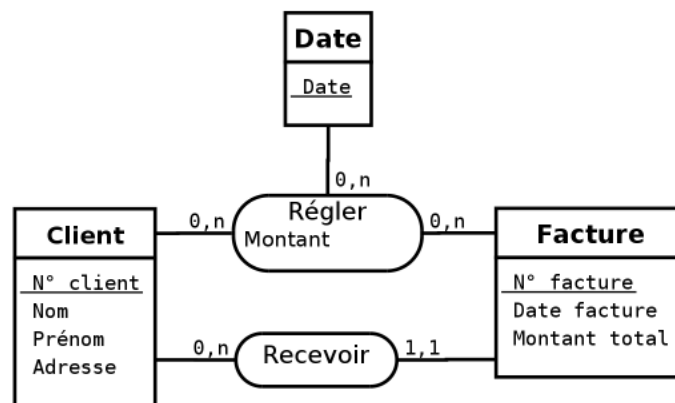 Date
Date
0,n
Régler
Montant
0,n
0,n
Client
N° client
Nom
Prénom
Adresse
Facture
N° facture
Date facture
Montant total
0,n
Recevoir
1,1